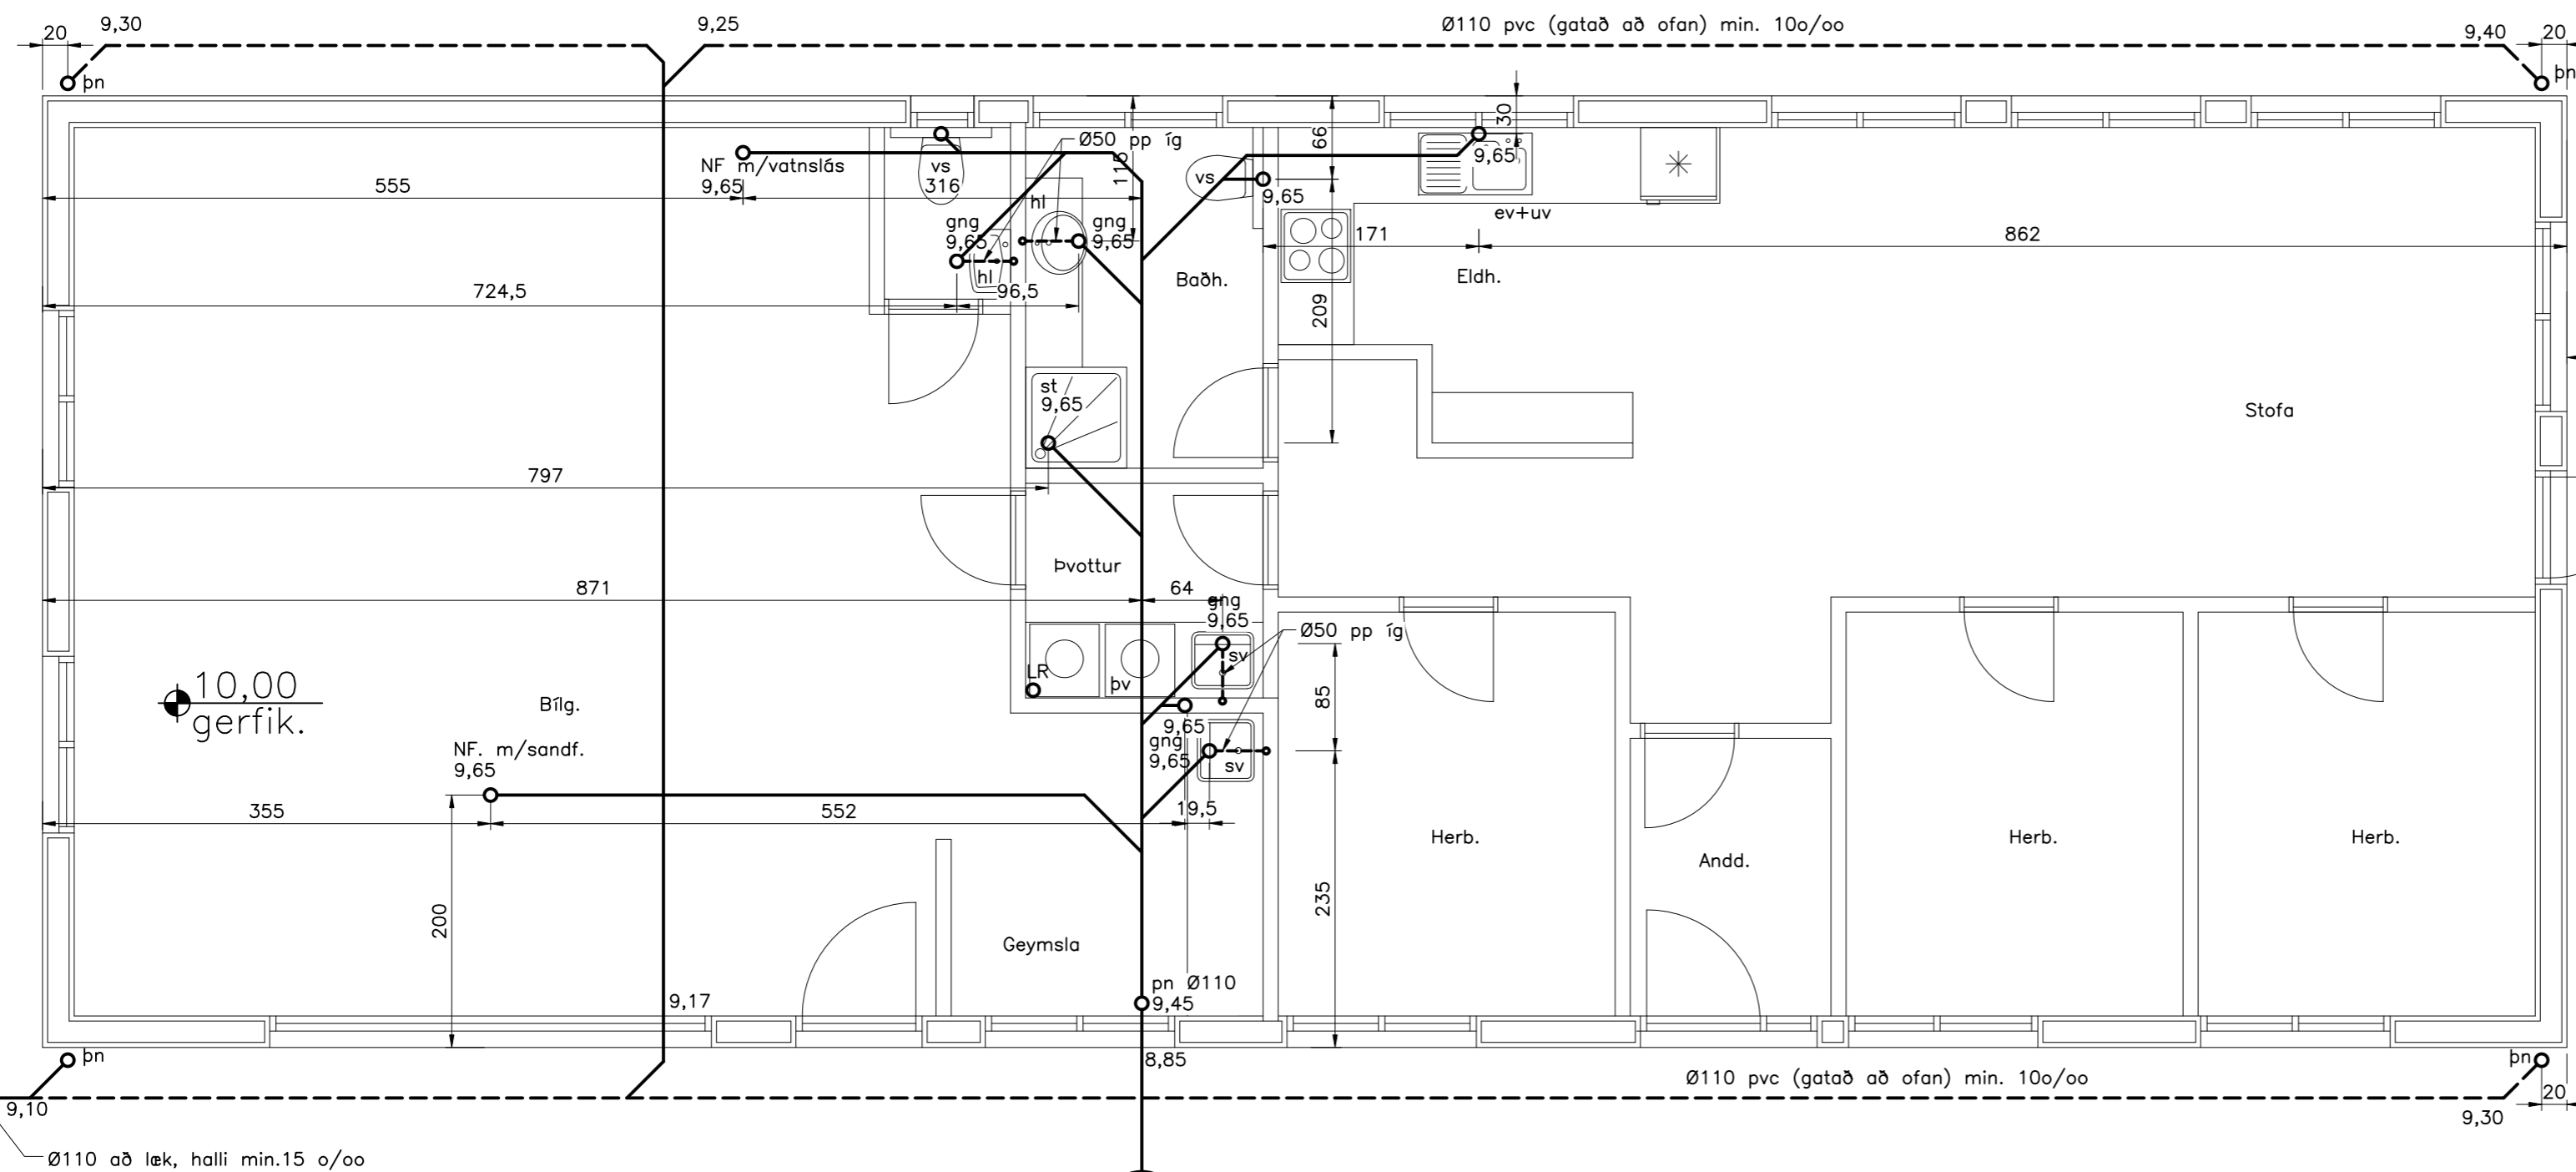 20
9,30
9,25
Ø110 pvc (gatað að ofan) min. 10o/oo
9,40
20
þn
þn
NF m/vatnslás
9,65
555
vs
316
Ø50 pp íg
115
hl
gng
9,65
gng
9,65
hl
vs
9,65
66
30
9,65
ev+uv
171
862
724,5
96,5
Baðh.
Eldh.
209
st
9,65
Stofa
797
Þvottur
871
64
gng
9,65
Ø50 pp íg
sv
LR
þv
85
10,00
gerfik.
Bílg.
9,65
gng
9,65
sv
NF. m/sandf.
9,65
355
552
19,5
Herb.
Andd.
Herb.
Herb.
200
235
Geymsla
pn Ø110
9,45
9,17
þn
8,85
þn
Ø110 pvc (gatað að ofan) min. 10o/oo
20
9,10
9,30
Ø110 að læk, halli min.15 o/oo